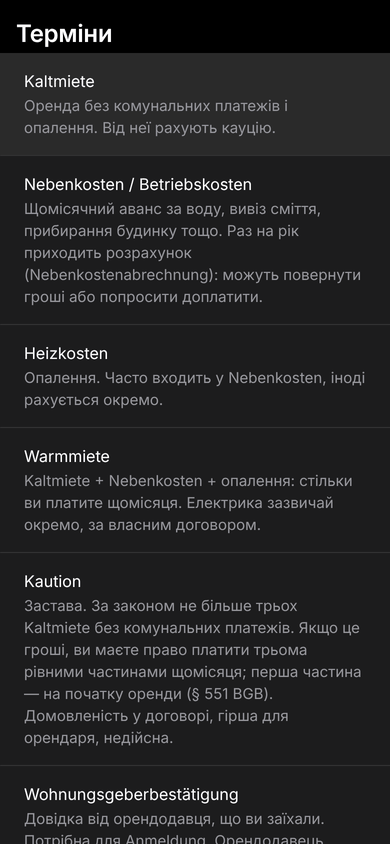 Терміни
Kaltmiete
Оренда без комунальних платежів і
опалення. Від неї рахують кауцію.
Nebenkosten / Betriebskosten
Щомісячний аванс за воду, вивіз сміття,
прибирання будинку тощо. Раз на рік
приходить розрахунок
(Nebenkostenabrechnung): можуть повернути
гроші або попросити доплатити.
Heizkosten
Опалення. Часто входить у Nebenkosten, іноді
рахується окремо.
Warmmiete
Kaltmiete + Nebenkosten + опалення: стільки
ви платите щомісяця. Електрика зазвичай
окремо, за власним договором.
Kaution
Застава. За законом не більше трьох
Kaltmiete без комунальних платежів. Якщо це
гроші, ви маєте право платити трьома
рівними частинами щомісяця; перша частина
— на початку оренди (§ 551 BGB).
Домовленість у договорі, гірша для
орендаря, недійсна.
Wohnungsgeberbestätigung
Довідка від орендодавця, що ви заїхали.
Потрібна для Anmeldung. Орендодавець